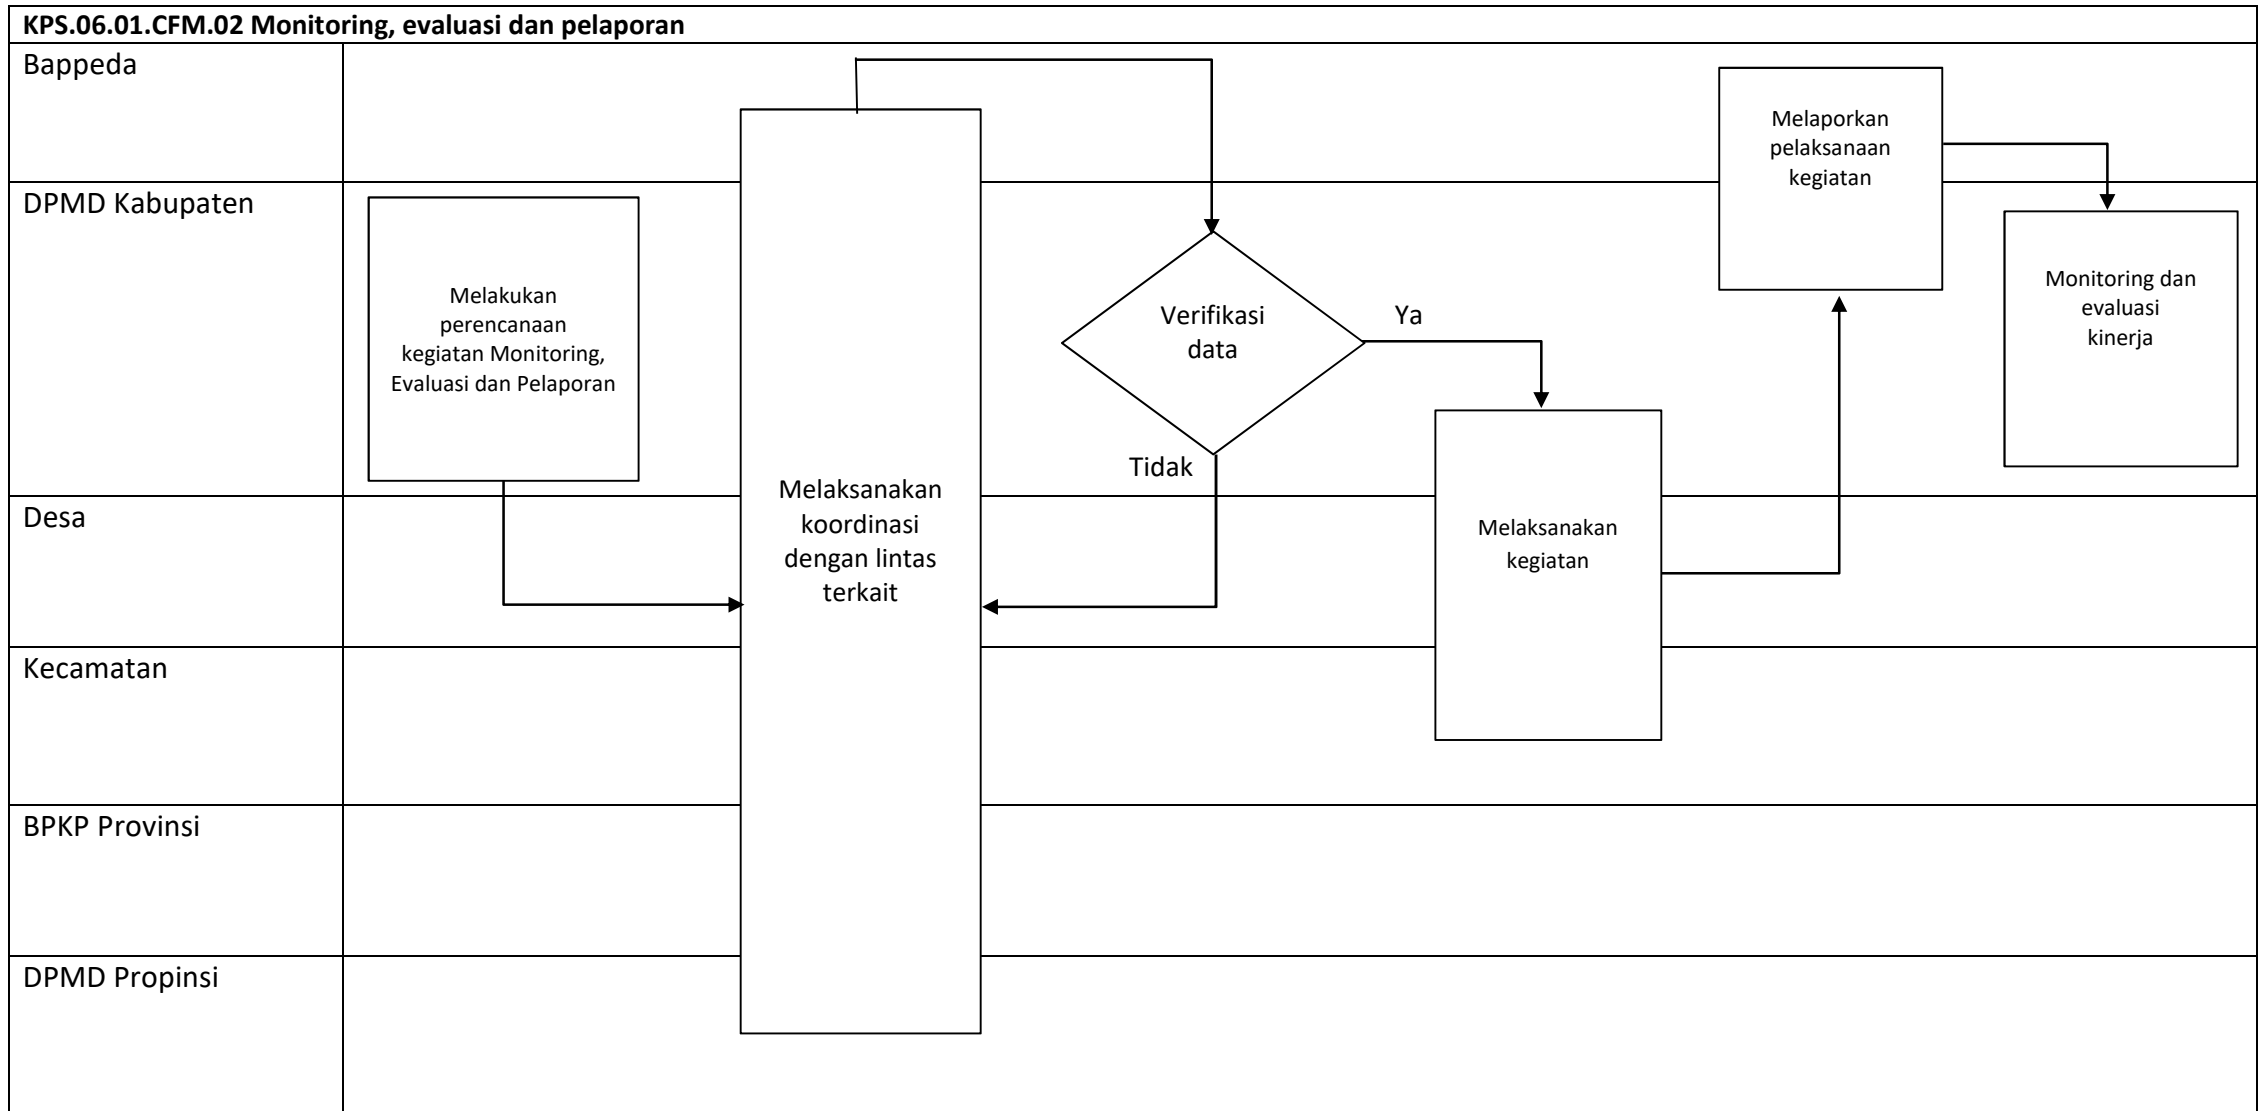 KPS.06.01.CFM.02 Monitoring, evaluasi dan pelaporan
Bappeda
Melaporkan
pelaksanaan
kegiatan
DPMD Kabupaten
Melakukan
perencanaan
kegiatan Monitoring,
Evaluasi dan Pelaporan
Verifikasi
data
Ya
Tidak
Monitoring dan
evaluasi
kinerja
Desa
Melaksanakan
koordinasi
dengan lintas
terkait
Melaksanakan
kegiatan
Kecamatan
BPKP Provinsi
DPMD Propinsi